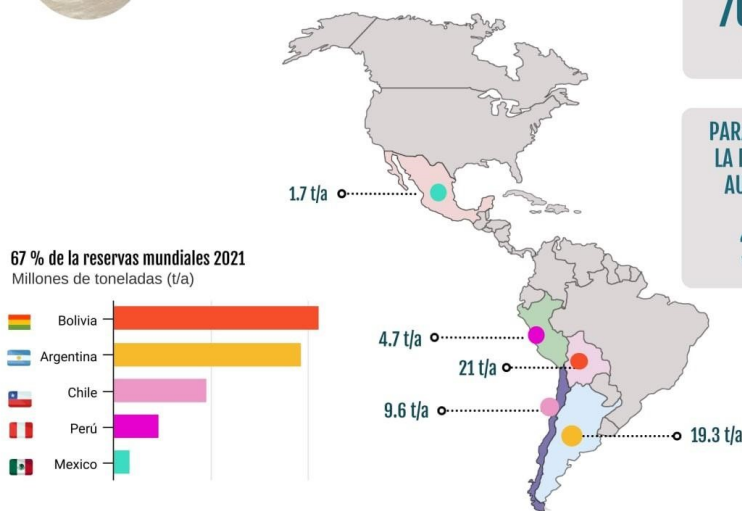 1.7 t/a
67 % de la reservas mundiales 2021
Millones de toneladas (t/a)
Bolivia
Argentina
Chile
Perú
Mexico
4.7 t/a
21 t/a
9.6 t/a
19.3 t/a